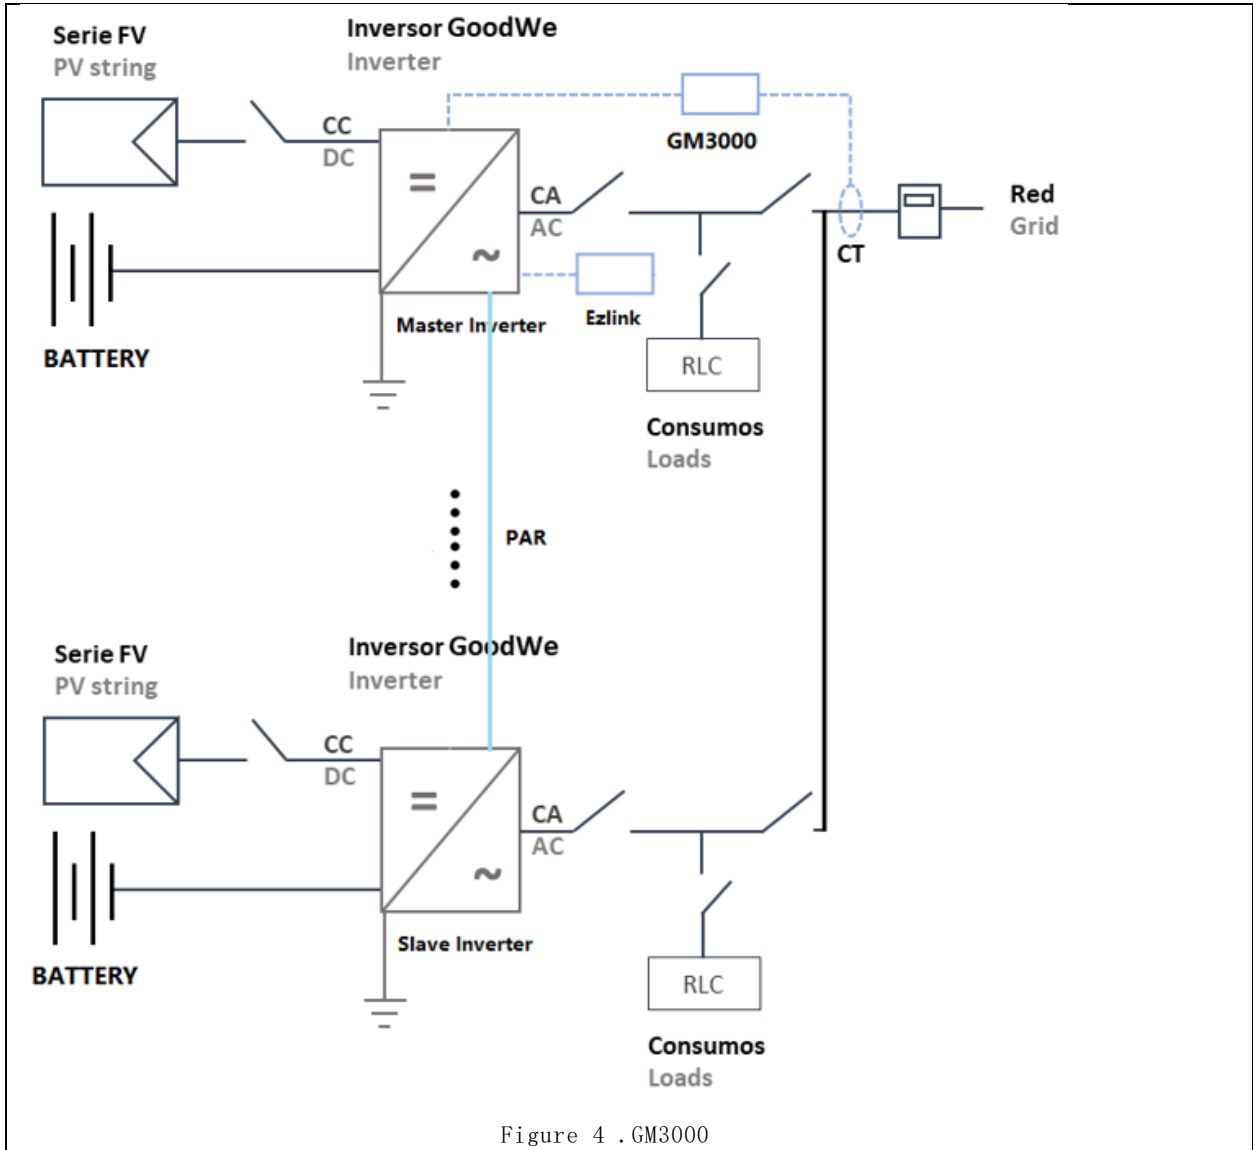 Serie FV
PV string
Inversor GoodWe
Inverter
CC
DC
=
~
CA
AC
GM3000
CT
Red
Grid
BATTERY
Master Inverter
Ezlink
RLC
Consumos
Loads
PAR
Serie FV
PV string
Inversor GoodWe
Inverter
CC
DC
=
~
CA
AC
BATTERY
Slave Inverter
RLC
Consumos
Loads
Figure 4 .GM3000